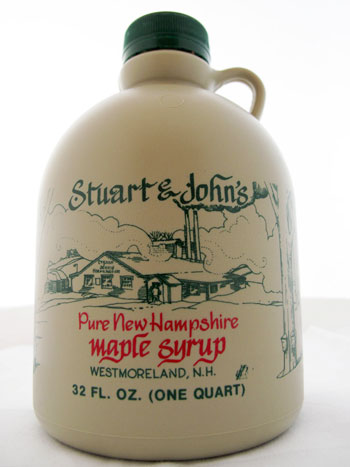 Stuart & John's
Pure New Hampshire
maple syrup
WESTMORELAND, N.H.
32 FL. OZ. (ONE QUART)